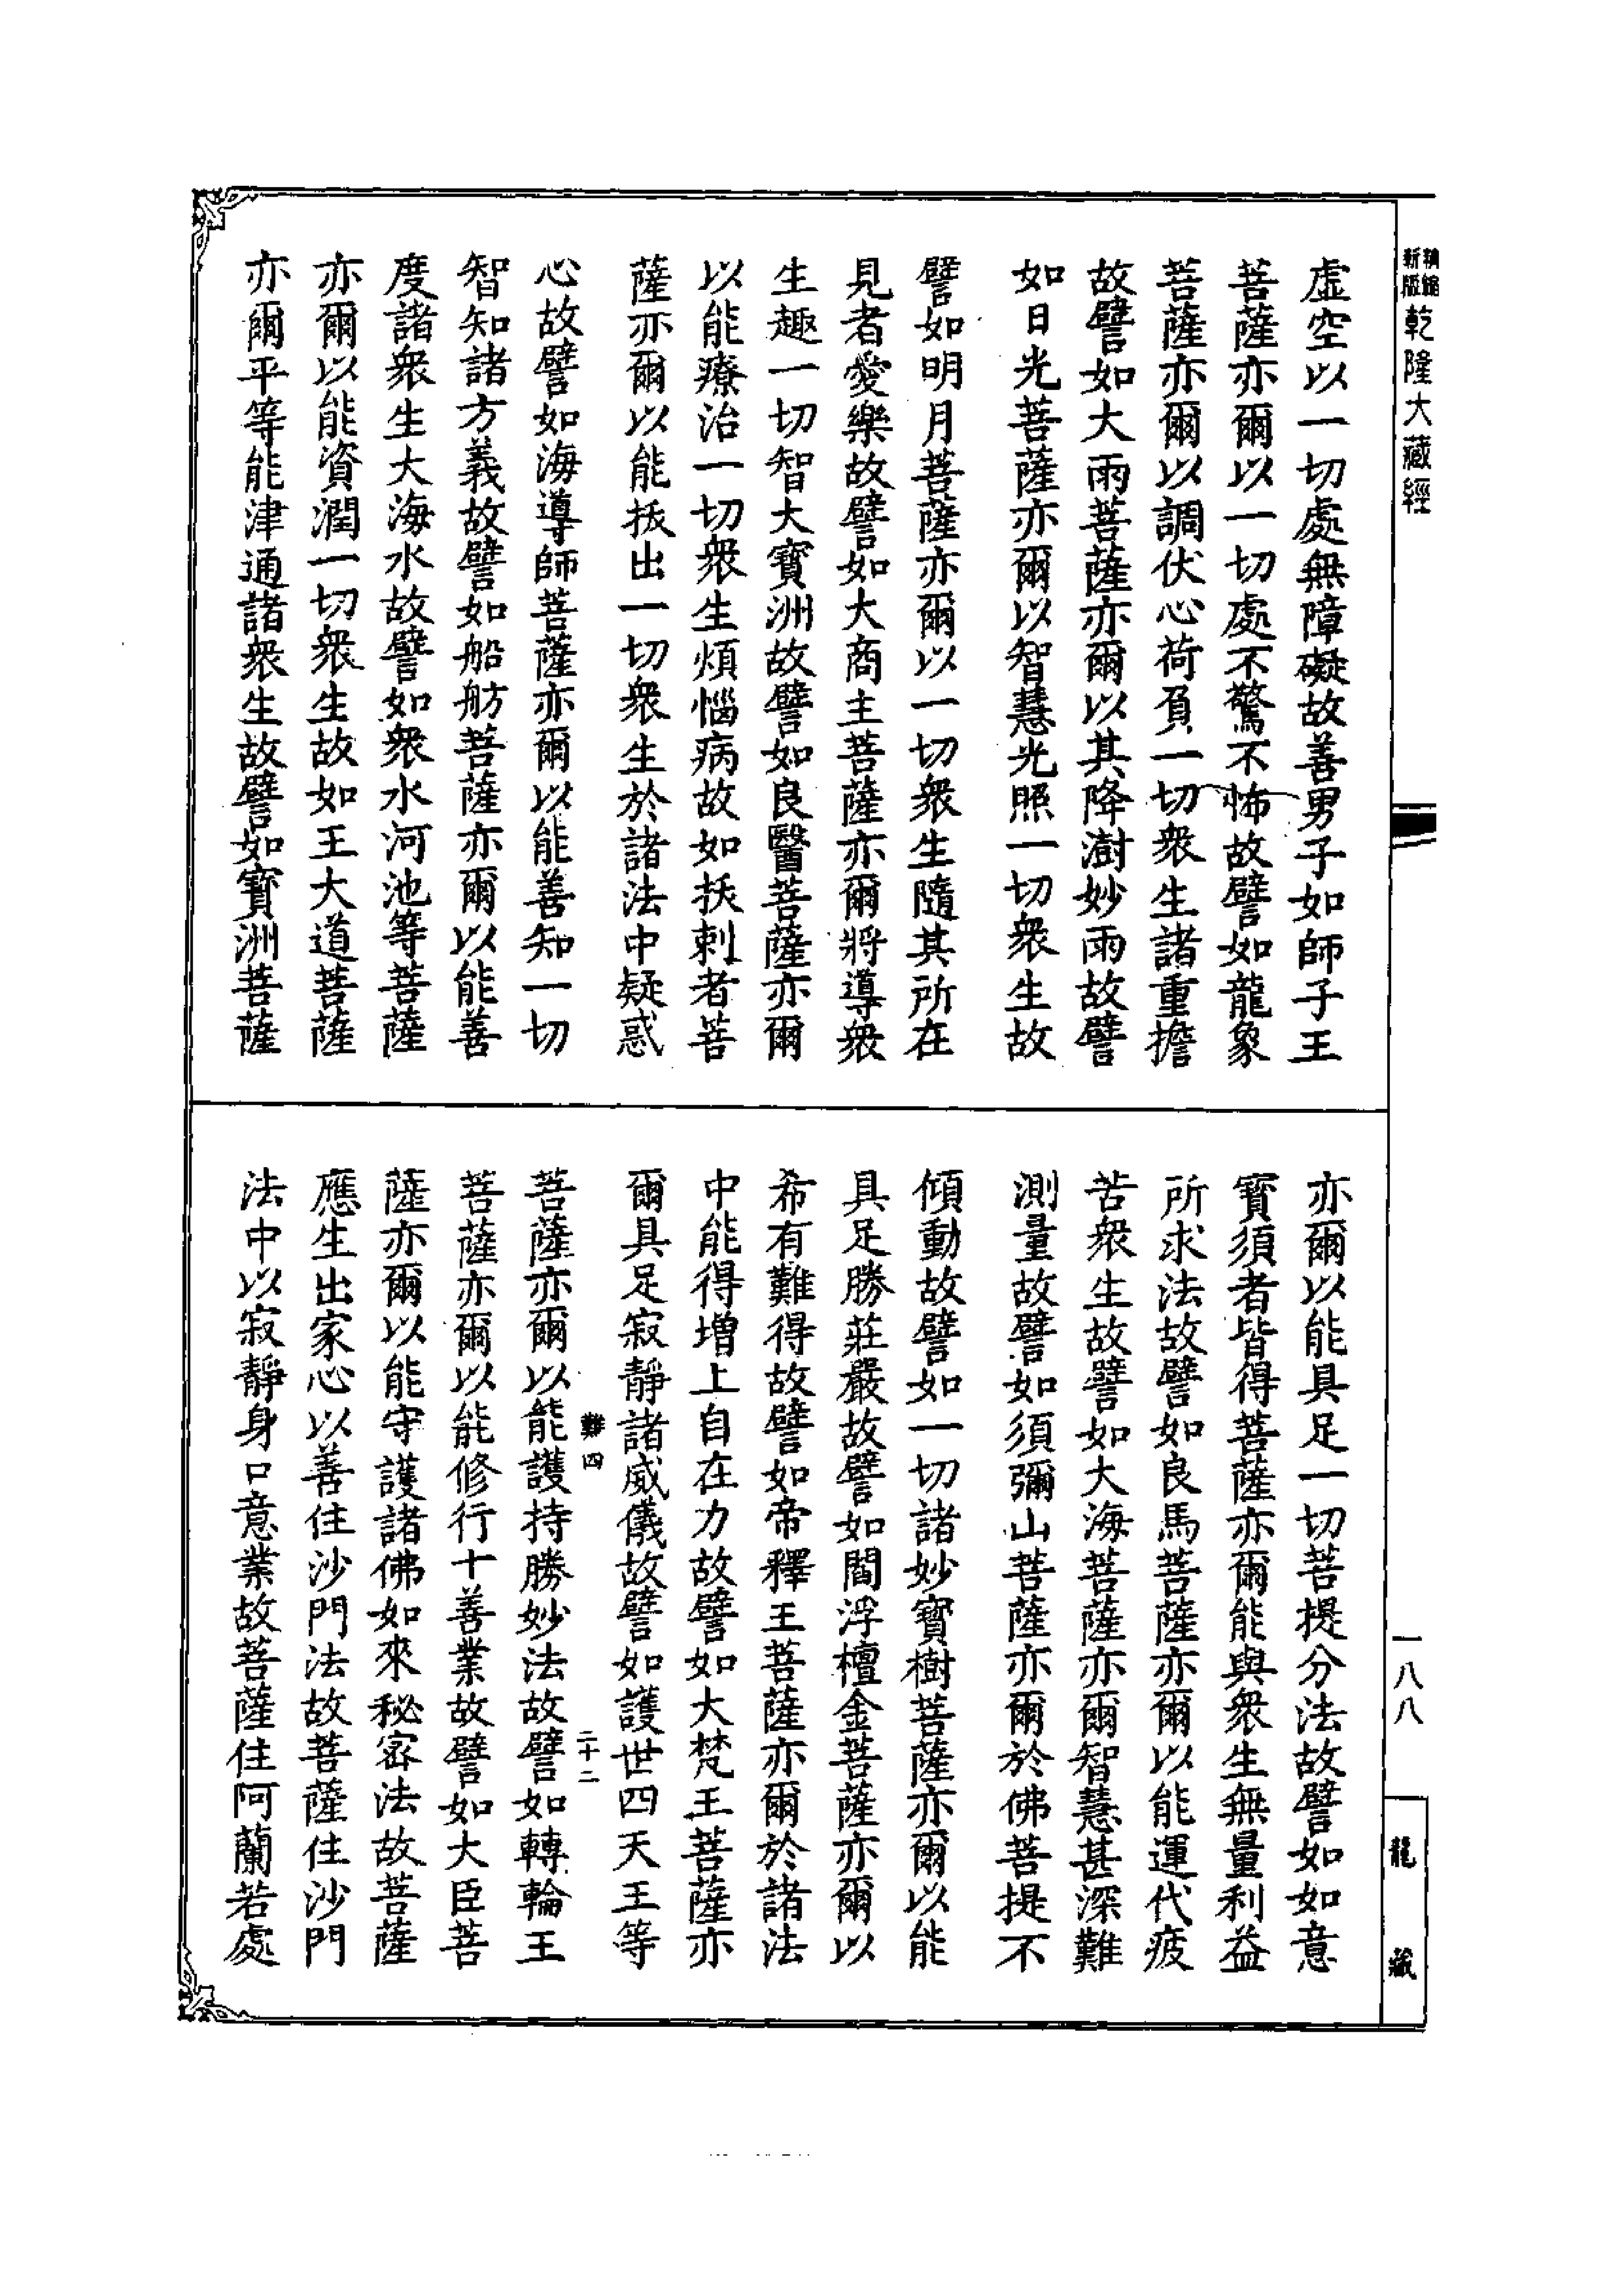 新版精縮乾隆大藏經
虛空以一切處無障礙故善男子如師子王
菩薩亦爾以一切處不驚不怖故譬如龍象
菩薩亦爾以調伏心荷負一切衆生諸重擔
故譬如大雨菩薩亦爾以其降澍妙雨故譬
如日光菩薩亦爾以智慧光照一切衆生故
譬如明月菩薩亦爾以一切衆生隨其所在
見者愛樂故譬如大商主菩薩亦爾將導衆
生趣一切智大寳洲故譬如良醫菩薩亦爾
以能療治一切衆生煩惱病故如㧞刺者菩
薩亦爾以能㧞出一切衆生於諸法中疑惑
心故譬如海導師菩薩亦爾以能善知一切
智知諸方義故譬如船舫菩薩亦爾以能善
度諸衆生大海水故譬如衆水河池等菩薩
亦爾以能資潤一切衆生故如王大道菩薩
亦爾平等能津通諸衆生故譬如寳洲菩薩
亦爾以能具足一切菩提分法故譬如如意
寳須者皆得菩薩亦爾能與衆生無量利益
所求法故譬如良馬菩薩亦爾以能運代疲
苦衆生故譬如大海菩薩亦爾智慧甚深難
測量故譬如須彌山菩薩亦爾於佛菩提不
傾動故譬如一切諸妙寳樹菩薩亦爾以能
具足勝莊嚴故譬如閻浮檀金菩薩亦爾以
希有難得故譬如帝釋王菩薩亦爾於諸法
中能得增上自在力故譬如大梵王菩薩亦
爾具足寂靜諸威儀故譬如護世四天王等
難四 二十二
菩薩亦爾以能護持勝妙法故譬如轉輪王
菩薩亦爾以能修行十善業故譬如大臣菩
薩亦爾以能守護諸佛如來秘密法故菩薩
應生出家心以善住沙門法故菩薩住沙門
法中以寂靜身口意業故菩薩住阿蘭若處
一八八
龍藏